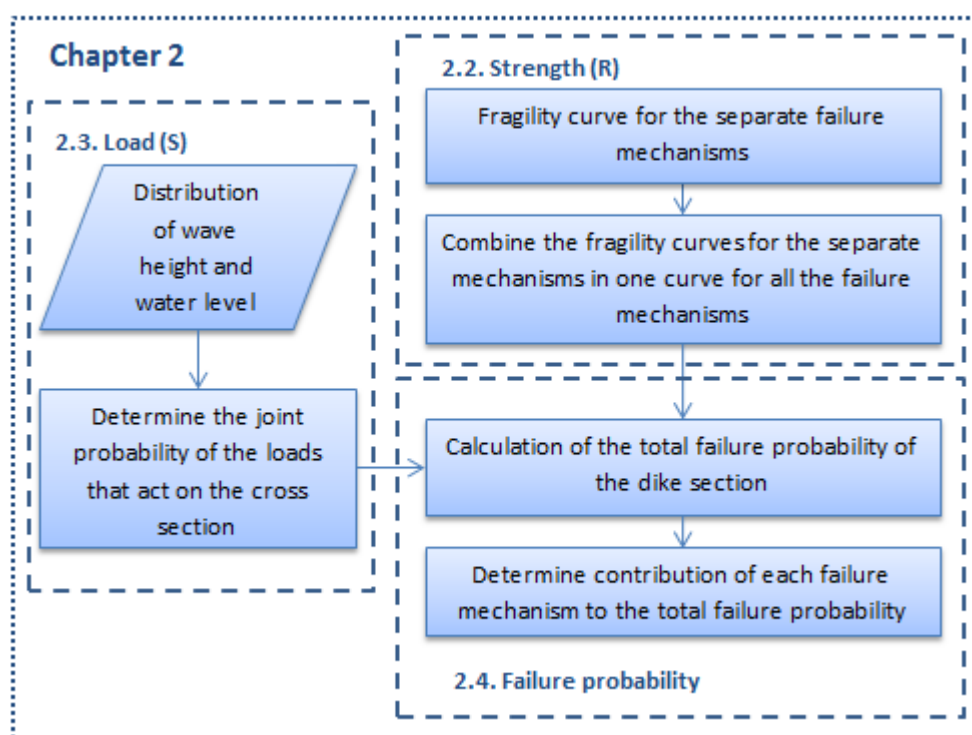 Chapter 2
2.3. Load (S)
Distribution
of wave
height and
water level
Determine the joint
probability of the loads
that act on the cross
section
2.2. Strength (R)
Fragility curve for the separate failure
mechanisms
Combine the fragility curves for the separate
mechanisms in one curve for all the failure
mechanisms
Calculation of the total failure probability of
the dike section
Determine contribution of each failure
mechanism to the total failure probability
2.4. Failure probability